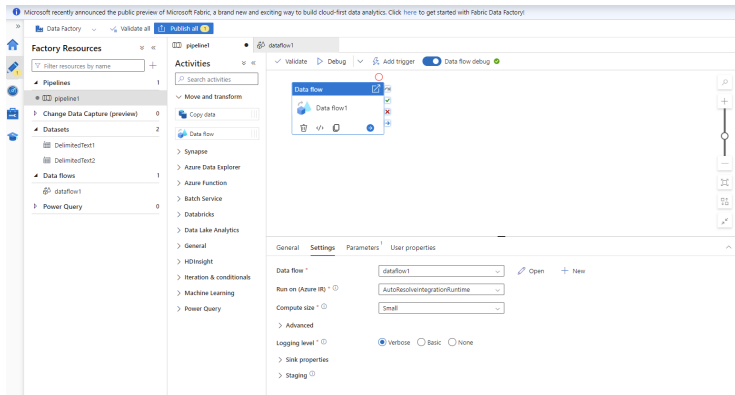 Microsoft recently announced the public preview of Microsoft Fabric, a brand new and exciting way to build cloud-first data analytics. Click here to get started with Fabric Data Factory!
Data Factory
Validate all
Publish all 1
Factory Resources
Filter resources by name
Pipelines 1
pipeline1
Change Data Capture (preview) 0
Datasets 2
DelimitedText1
DelimitedText2
Data flows 1
dataflow1
Power Query 0
pipeline1
dataflow1
Activities
Search activities
Move and transform
Copy data
Data flow
Synapse
Azure Data Explorer
Azure Function
Batch Service
Databricks
Data Lake Analytics
General
HDInsight
Iteration & conditionals
Machine Learning
Power Query
Validate Debug Add trigger Data flow debug
Data flow
Data flow1
General Settings Parameters 1 User properties
Data flow * dataflow1 Open New
Run on (Azure IR) * AutoResolveIntegrationRuntime
Compute size * Small
Advanced
Logging level * Verbose Basic None
Sink properties
Staging